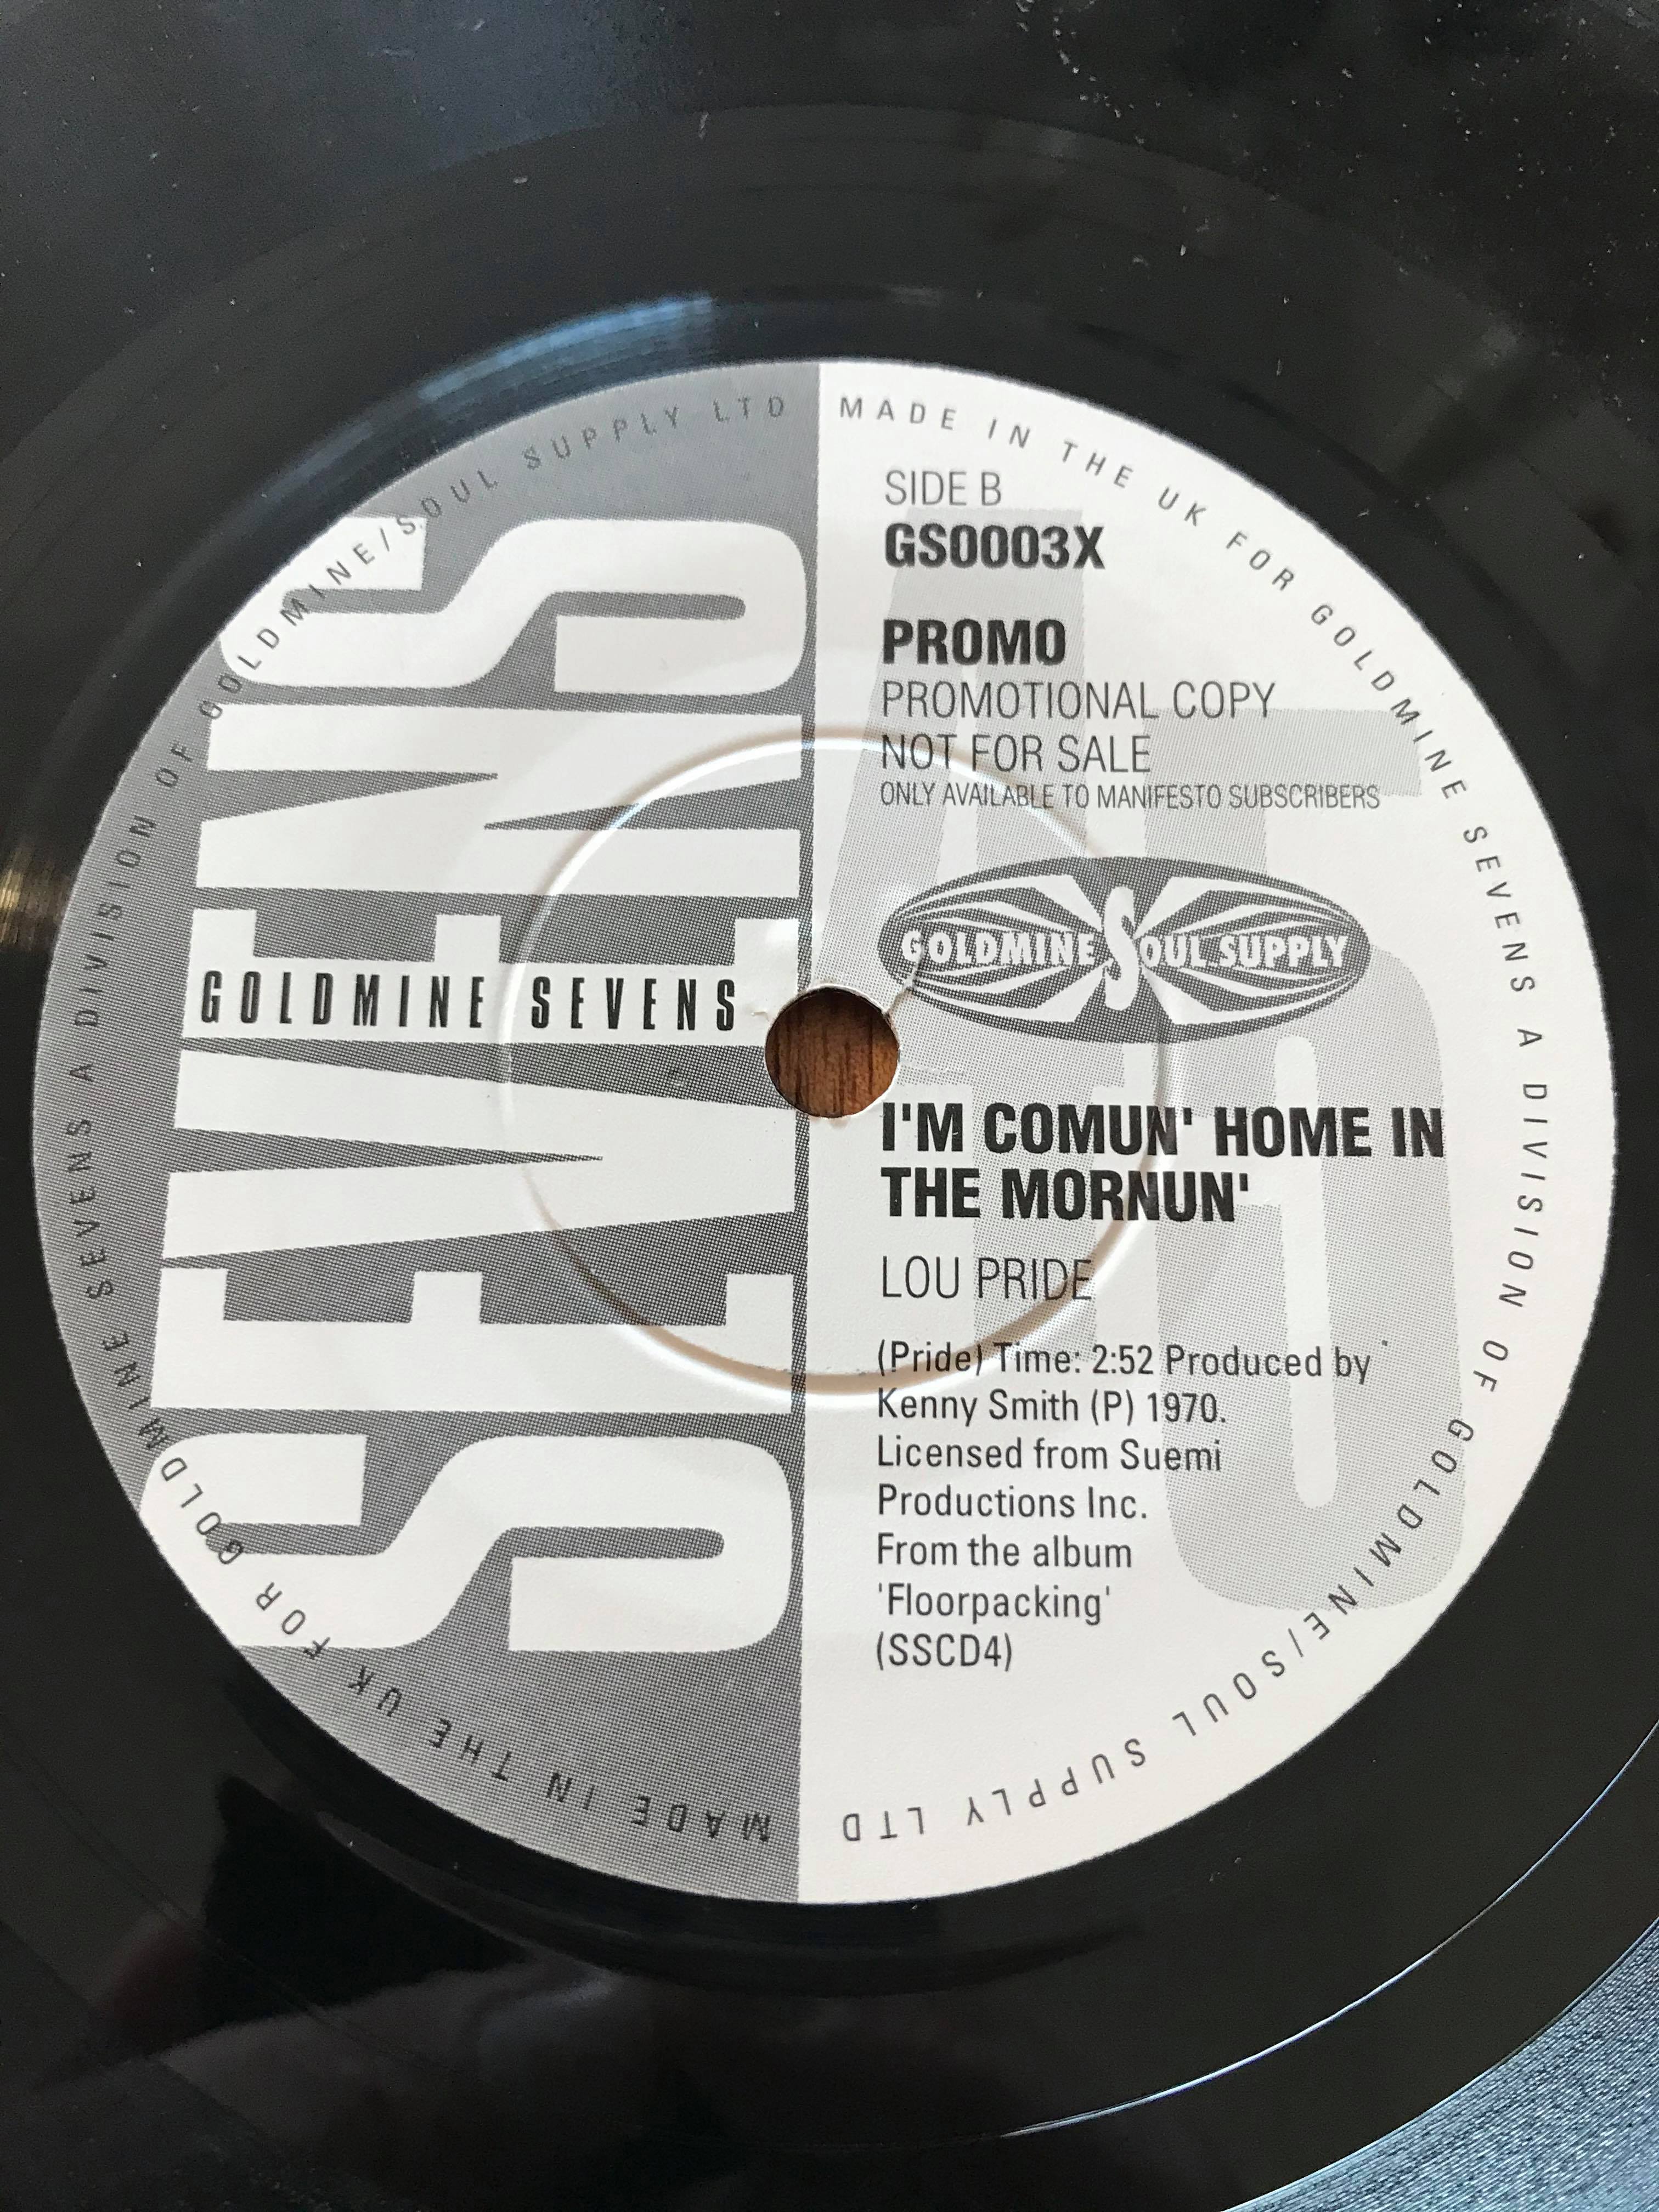 MADE IN THE UK FOR GOLDMINE SEVENS A DIVISION OF GOLDMINE/SOUL SUPPLY LTD
MADE IN THE UK FOR GOLDMINE SEVENS A DIVISION OF GOLDMINE/SOUL SUPPLY LTD
SEVENS
GOLDMINE SEVENS
SIDE B
GS0003X
PROMO
PROMOTIONAL COPY
NOT FOR SALE
ONLY AVAILABLE TO MANIFESTO SUBSCRIBERS
GOLDMINE SOUL SUPPLY
I'M COMUN' HOME IN
THE MORNUN'
LOU PRIDE
(Pride) Time: 2:52 Produced by
Kenny Smith (P) 1970.
Licensed from Suemi
Productions Inc.
From the album
'Floorpacking'
(SSCD4)